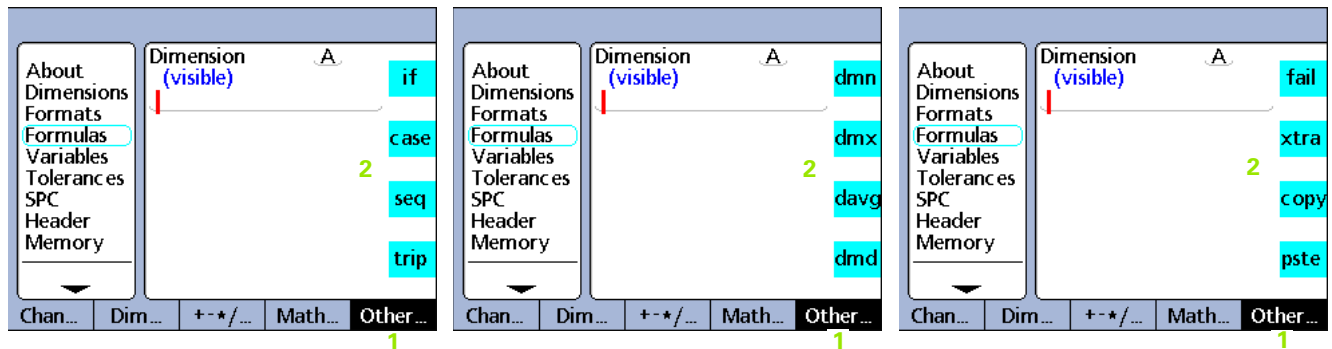 Dimension A
(visible)
About
Dimensions
Formats
Formulas
Variables
Tolerances
SPC
Header
Memory
if
case
seq
trip
2
Chan... Dim... +-*/... Math... Other...
1
Dimension A
(visible)
About
Dimensions
Formats
Formulas
Variables
Tolerances
SPC
Header
Memory
dmn
dmx
davg
dmd
2
Chan... Dim... +-*/... Math... Other...
1
Dimension A
(visible)
About
Dimensions
Formats
Formulas
Variables
Tolerances
SPC
Header
Memory
fail
xtra
copy
pste
2
Chan... Dim... +-*/... Math... Other...
1